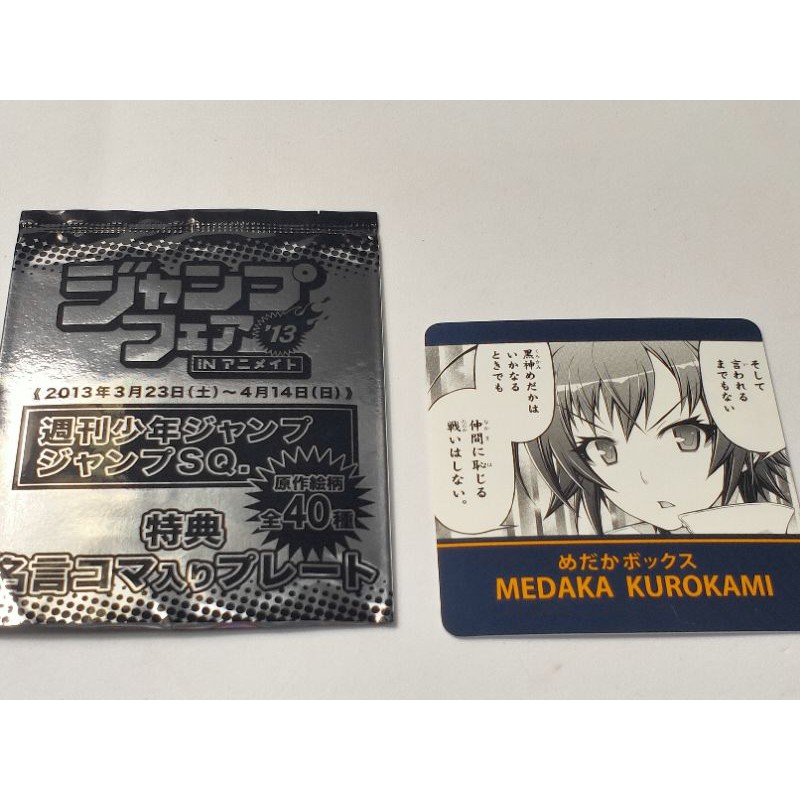 ジャンプ
フェア'13
iN アニメイト
《2013年3月23日(土)～4月14日(日)》
週刊少年ジャンプ
ジャンプSQ.
原作絵柄
全40種
特典
名言コマ入りプレート
そして
言われる
までもない
黒神めだかは
いかなる
ときでも
仲間に恥じる
戦いはしない。
めだかボックス
MEDAKA KUROKAMI